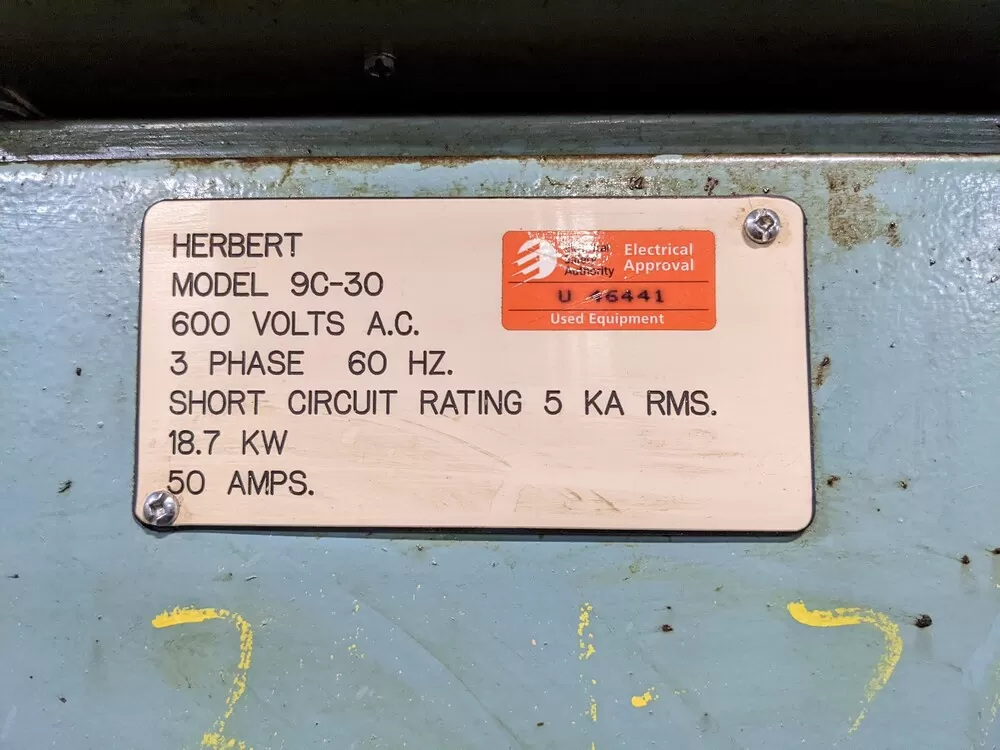 HERBERT
MODEL 9C-30
600 VOLTS A.C.
3 PHASE 60 HZ.
SHORT CIRCUIT RATING 5 KA RMS.
18.7 KW
50 AMPS.
Authority
Electrical
Approval
U 46441
Used Equipment